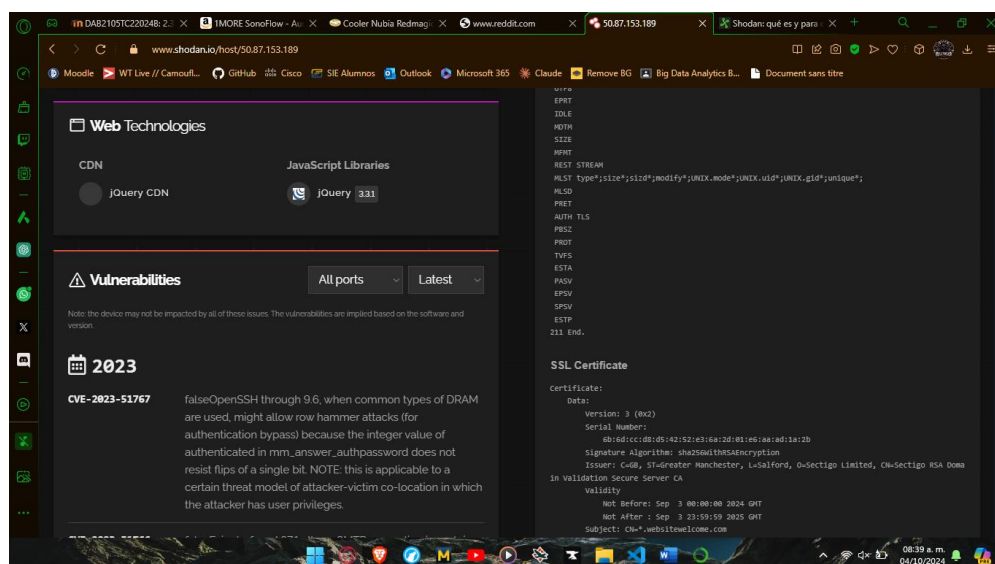 DAB2105TC22024B: 2.3
1MORE SonoFlow - Au
Cooler Nubia Redmagic
www.reddit.com
50.87.153.189
Shodan: qué es y para
www.shodan.io/host/50.87.153.189
Moodle
WT Live // Camoufl...
GitHub
Cisco
SIE Alumnos
Outlook
Microsoft 365
Claude
Remove BG
Big Data Analytics B...
Document sans titre
Web Technologies
CDN
JavaScript Libraries
jQuery CDN
jQuery 3.3.1
Vulnerabilities
All ports
Latest
Note: the device may not be impacted by all of these issues. The vulnerabilities are implied based on the software and
version.
2023
CVE-2023-51767
falseOpenSSH through 9.6, when common types of DRAM
are used, might allow row hammer attacks (for
authentication bypass) because the integer value of
authenticated in mm_answer_authpassword does not
resist flips of a single bit. NOTE: this is applicable to a
certain threat model of attacker-victim co-location in which
the attacker has user privileges.
EPRT
IDLE
MDTM
SIZE
MFMT
REST STREAM
MLST type*;size*;sizd*;modify*;UNIX.mode*;UNIX.uid*;UNIX.gid*;unique*;
MLSD
PRET
AUTH TLS
PBSZ
PROT
TVFS
ESTA
PASV
EPSV
SPSV
ESTP
211 End.
SSL Certificate
Certificate:
Data:
Version: 3 (0x2)
Serial Number:
6b:6d:cc:d8:d5:42:52:e3:6a:2d:01:e6:aa:ad:1a:2b
Signature Algorithm: sha256WithRSAEncryption
Issuer: C=GB, ST=Greater Manchester, L=Salford, O=Sectigo Limited, CN=Sectigo RSA Doma
in Validation Secure Server CA
Validity
Not Before: Sep 3 00:00:00 2024 GMT
Not After : Sep 3 23:59:59 2025 GMT
Subject: CN=*.websitewelcome.com
08:39 a. m.
04/10/2024